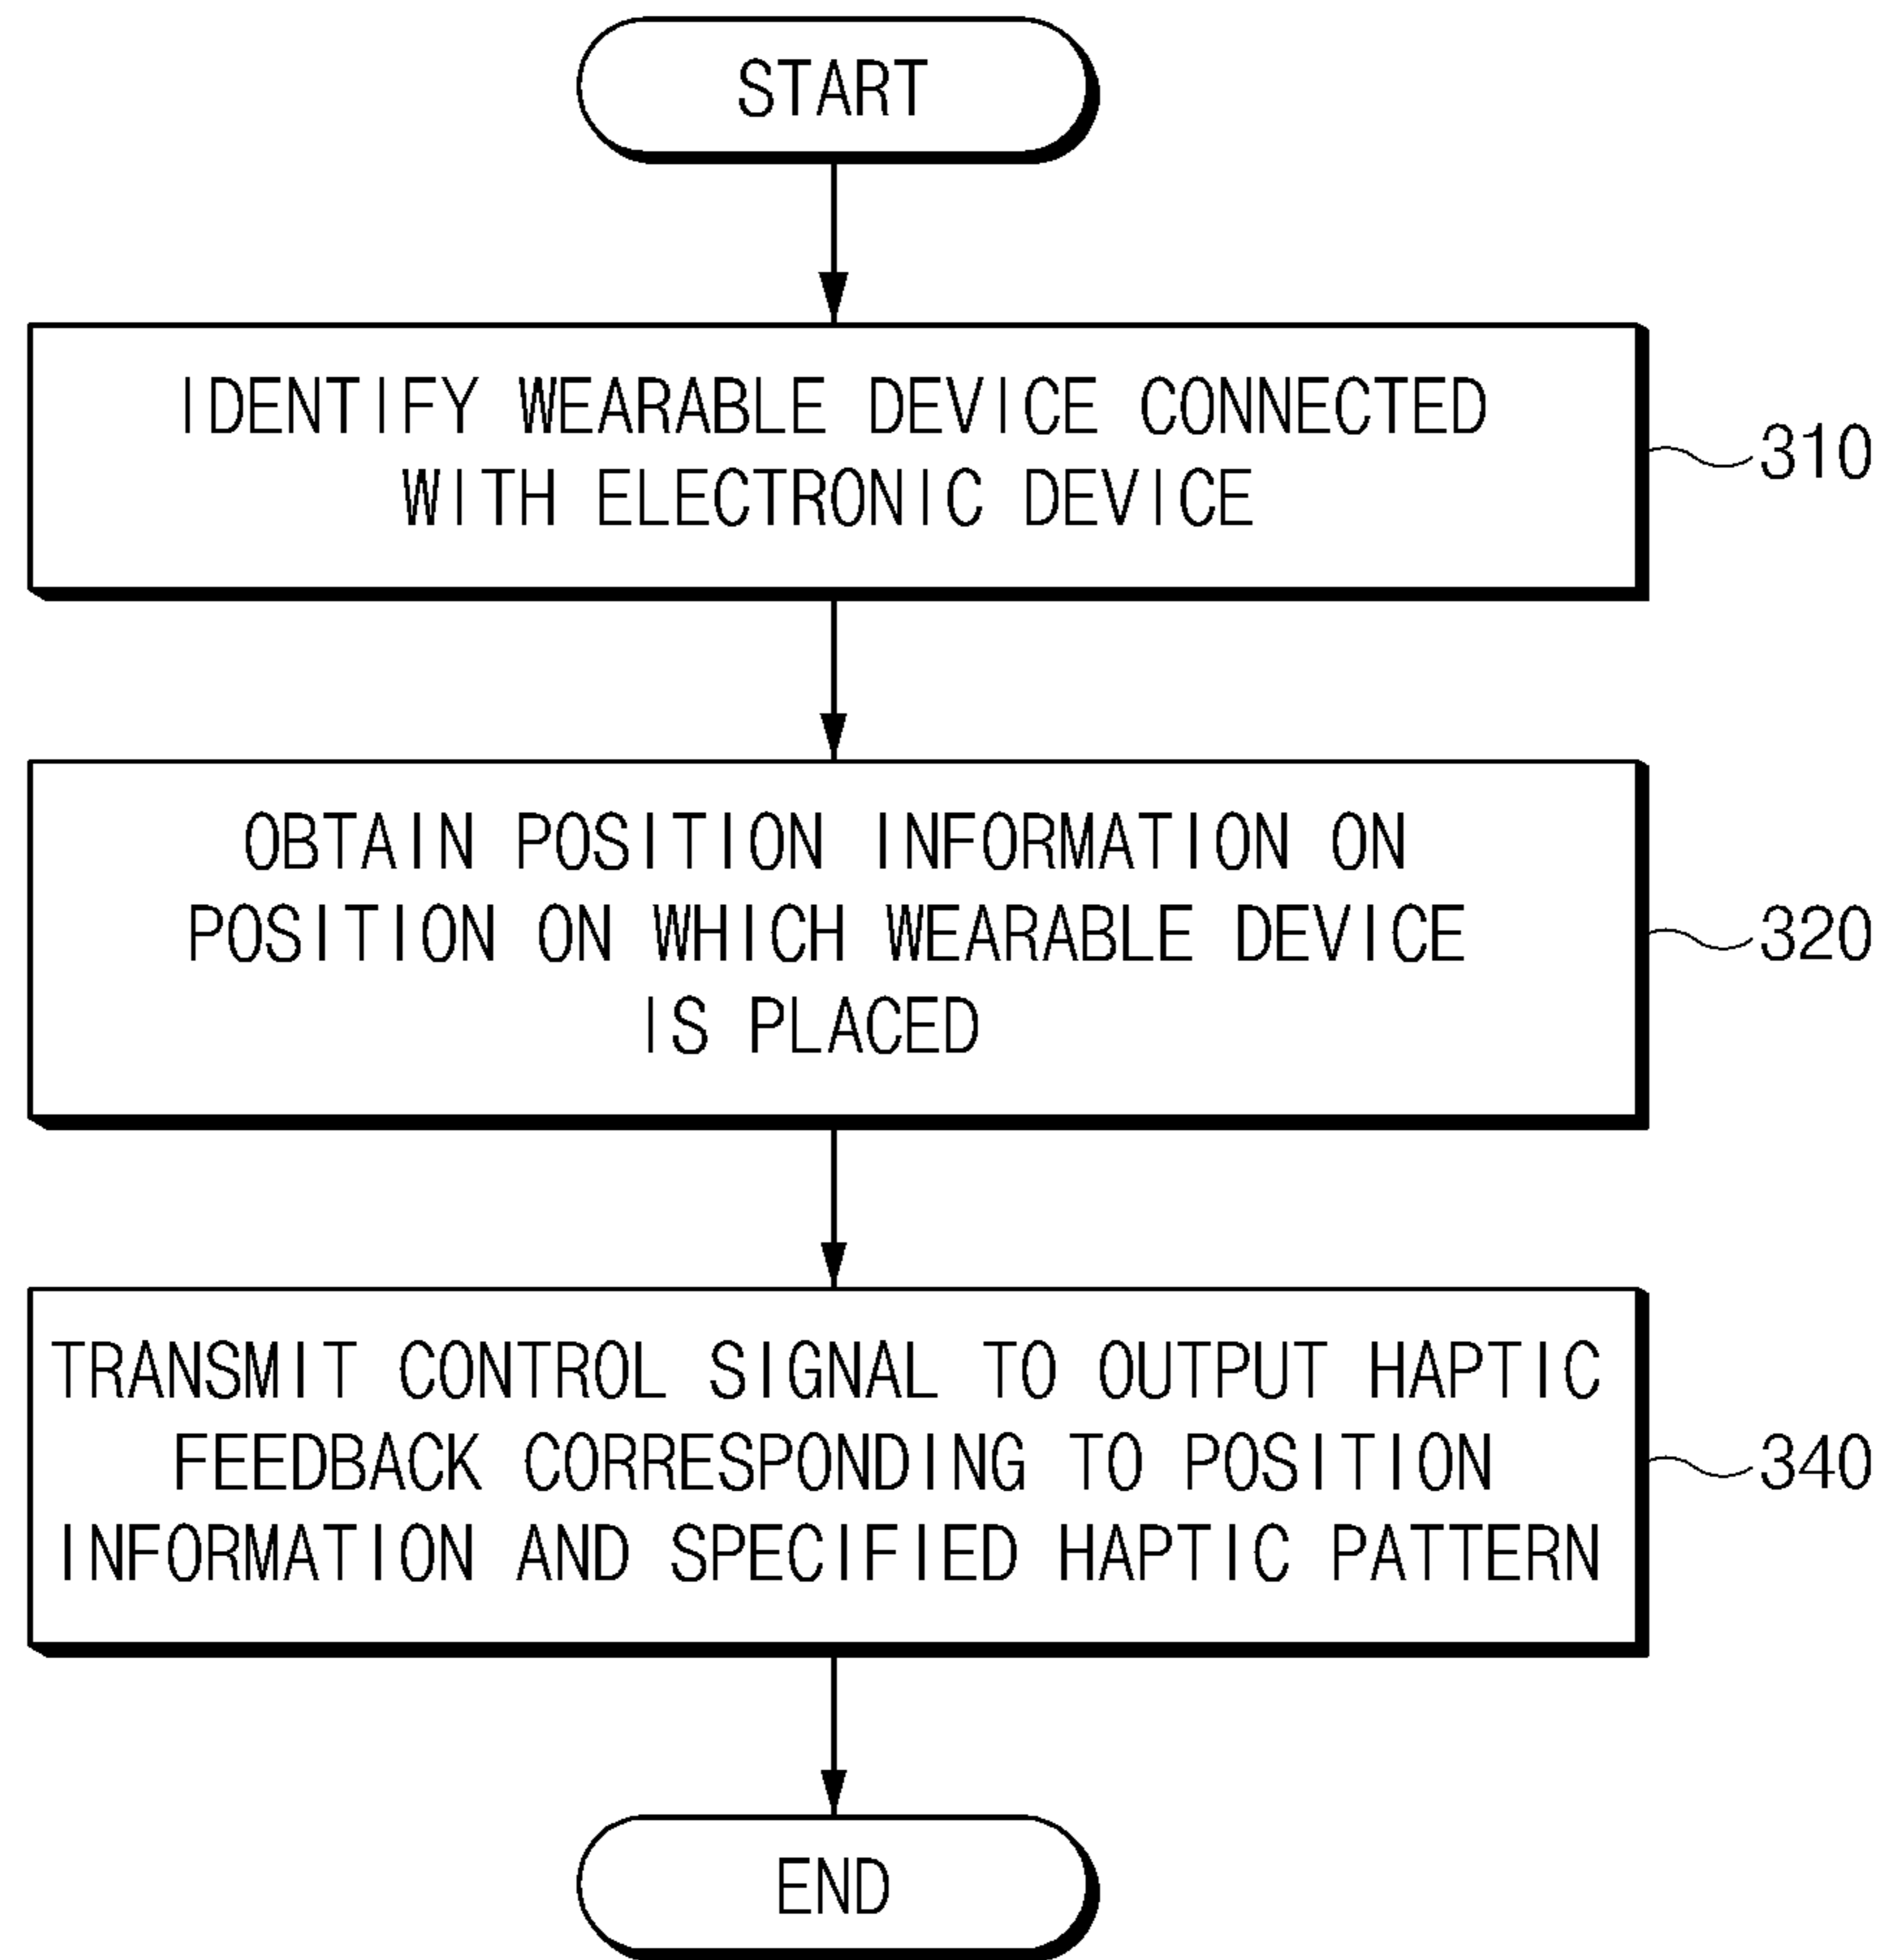 START
IDENTIFY WEARABLE DEVICE CONNECTED
WITH ELECTRONIC DEVICE
310
OBTAIN POSITION INFORMATION ON
POSITION ON WHICH WEARABLE DEVICE
IS PLACED
320
TRANSMIT CONTROL SIGNAL TO OUTPUT HAPTIC
FEEDBACK CORRESPONDING TO POSITION
INFORMATION AND SPECIFIED HAPTIC PATTERN
340
END